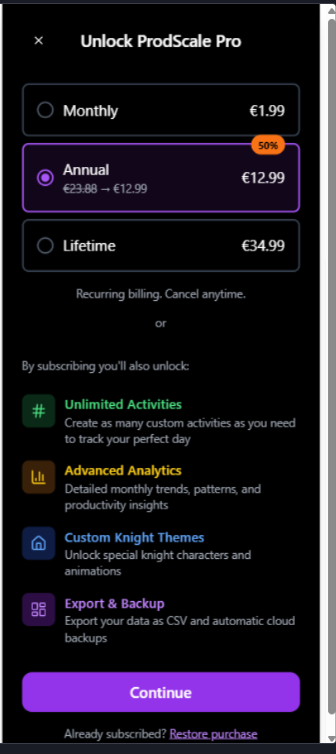 × Unlock ProdScale Pro
Monthly €1.99
50%
Annual
€23.88 → €12.99 €12.99
Lifetime €34.99
Recurring billing. Cancel anytime.
or
By subscribing you'll also unlock:
Unlimited Activities
Create as many custom activities as you need
to track your perfect day
Advanced Analytics
Detailed monthly trends, patterns, and
productivity insights
Custom Knight Themes
Unlock special knight characters and
animations
Export & Backup
Export your data as CSV and automatic cloud
backups
Continue
Already subscribed? Restore purchase